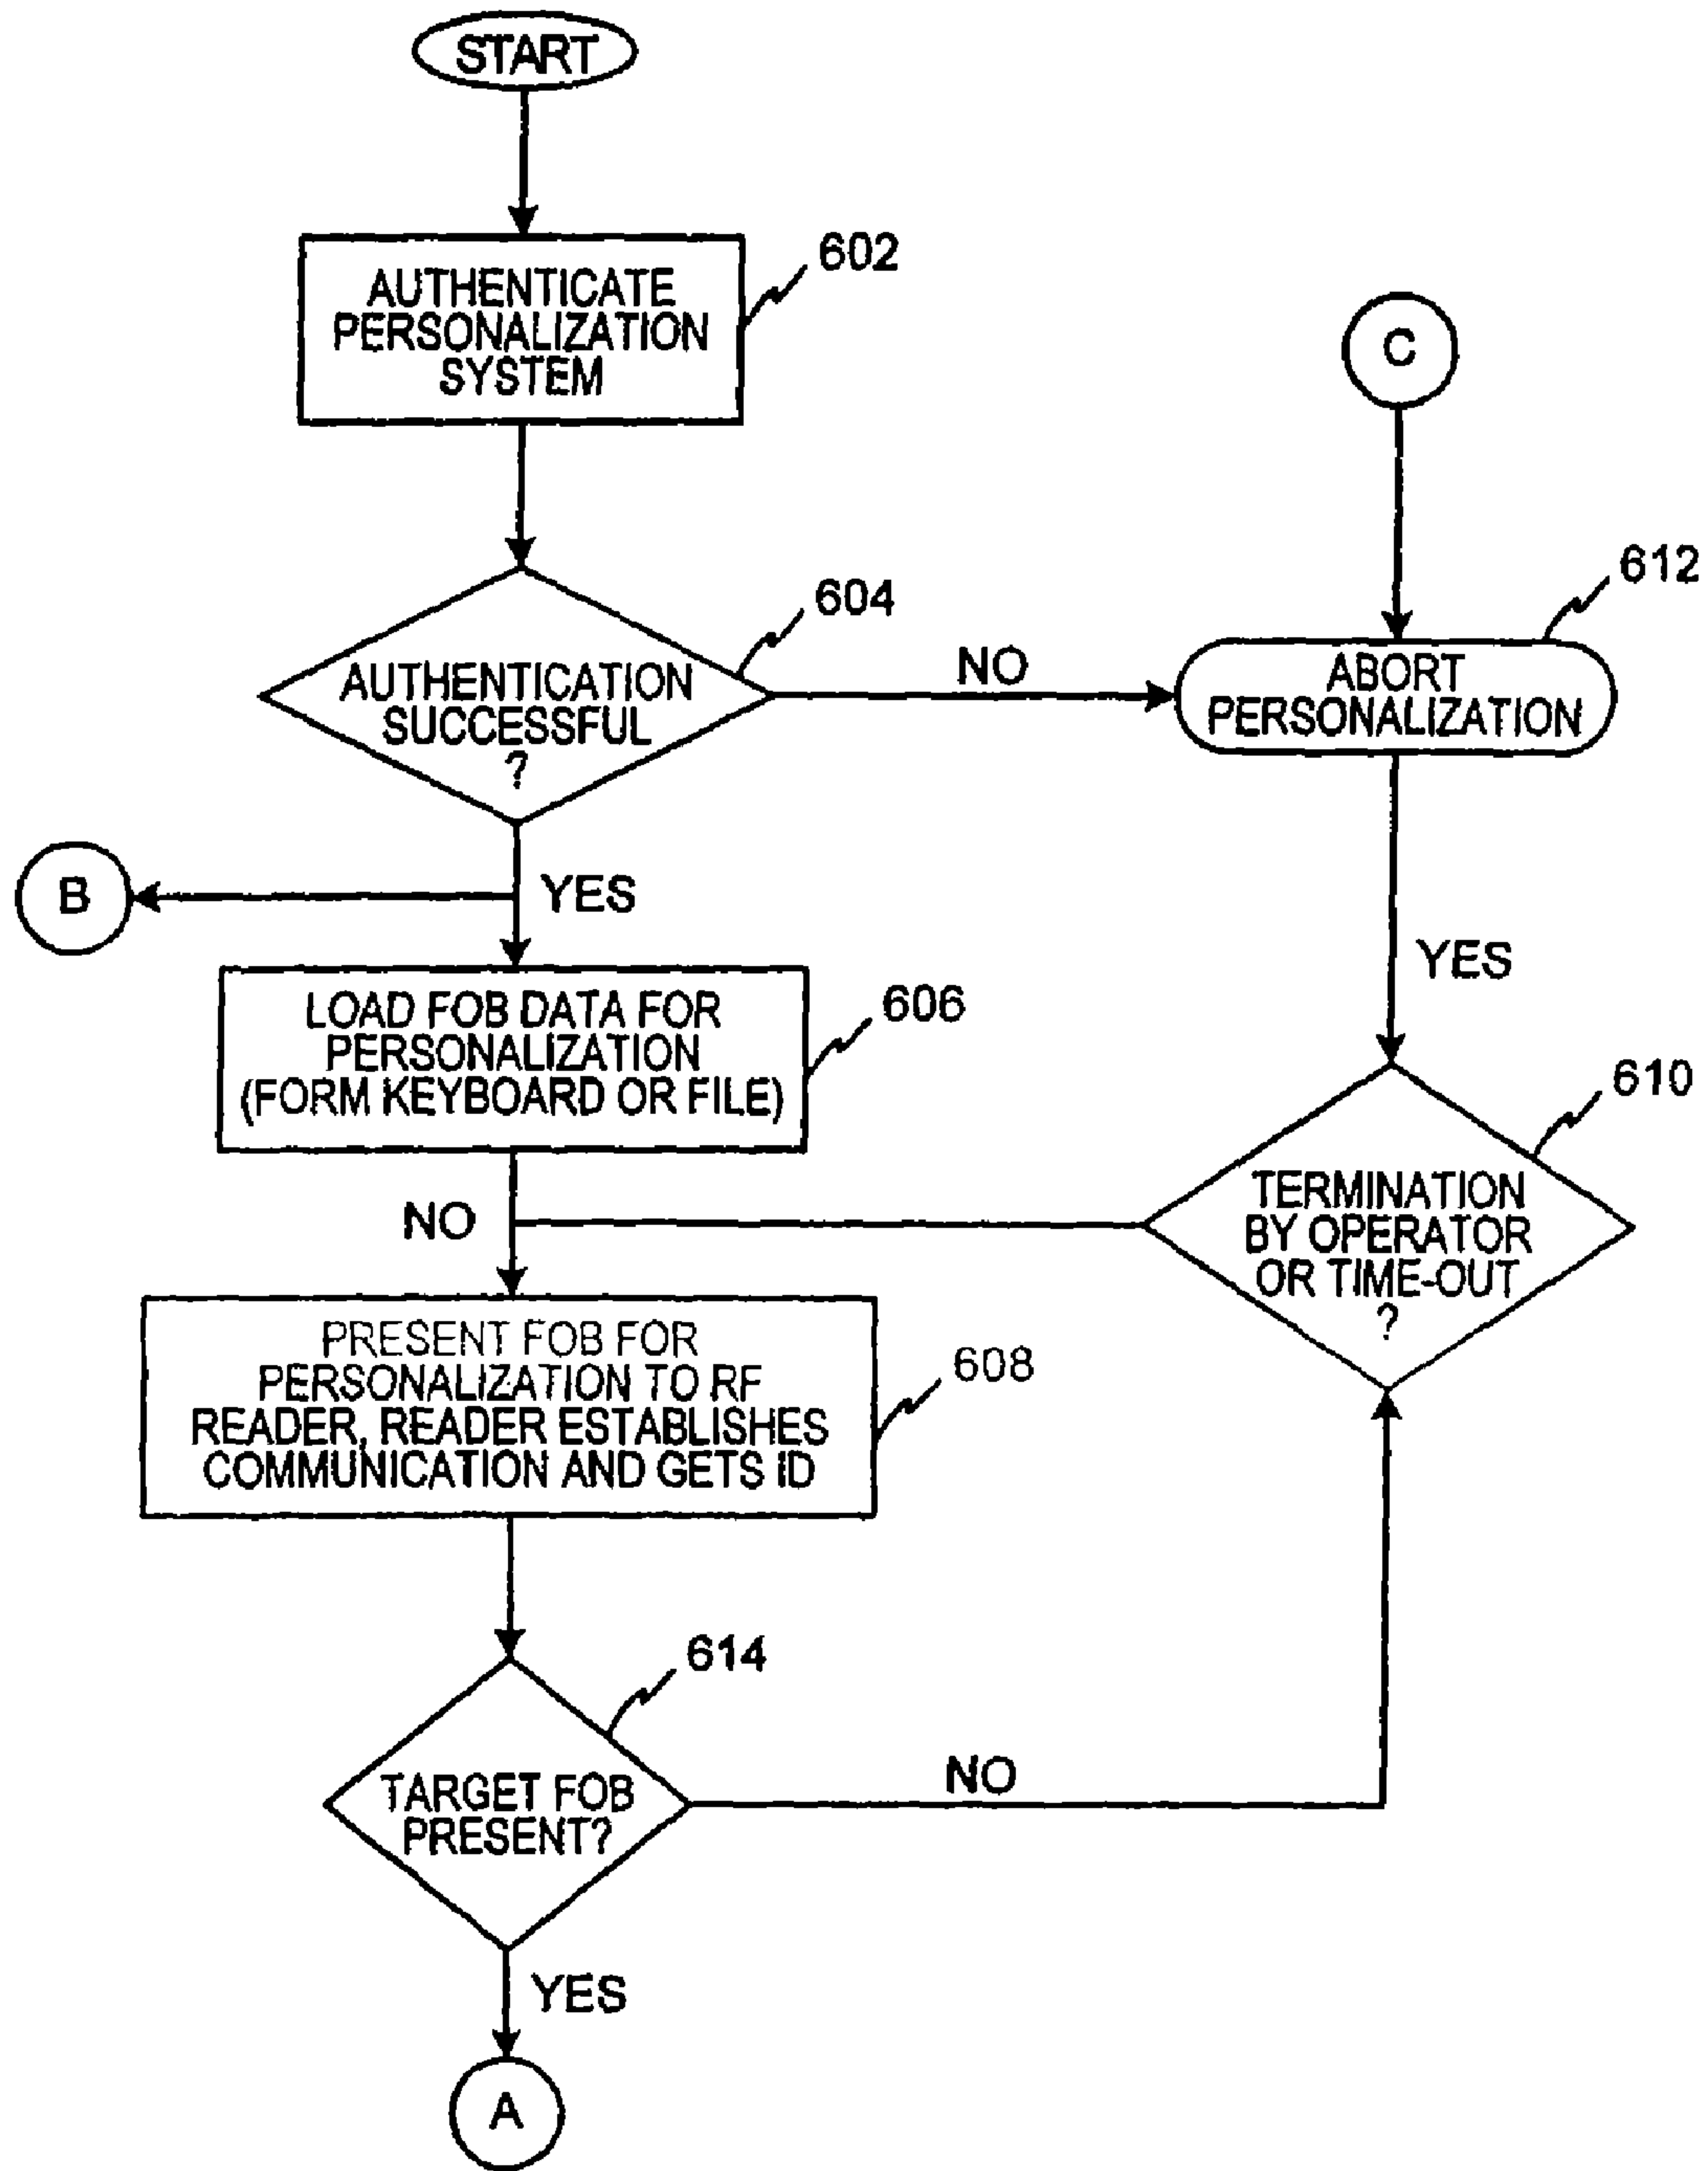 START
602
AUTHENTICATE
PERSONALIZATION
SYSTEM
C
612
604
NO
ABORT
PERSONALIZATION
AUTHENTICATION
SUCCESSFUL
?
B
YES
YES
LOAD FOB DATA FOR
PERSONALIZATION
(FORM KEYBOARD OR FILE)
606
610
NO
TERMINATION
BY OPERATOR
OR TIME-OUT
?
PRESENT FOB FOR
PERSONALIZATION TO RF
READER, READER ESTABLISHES
COMMUNICATION AND GETS ID
608
614
TARGET FOB
PRESENT?
NO
YES
A